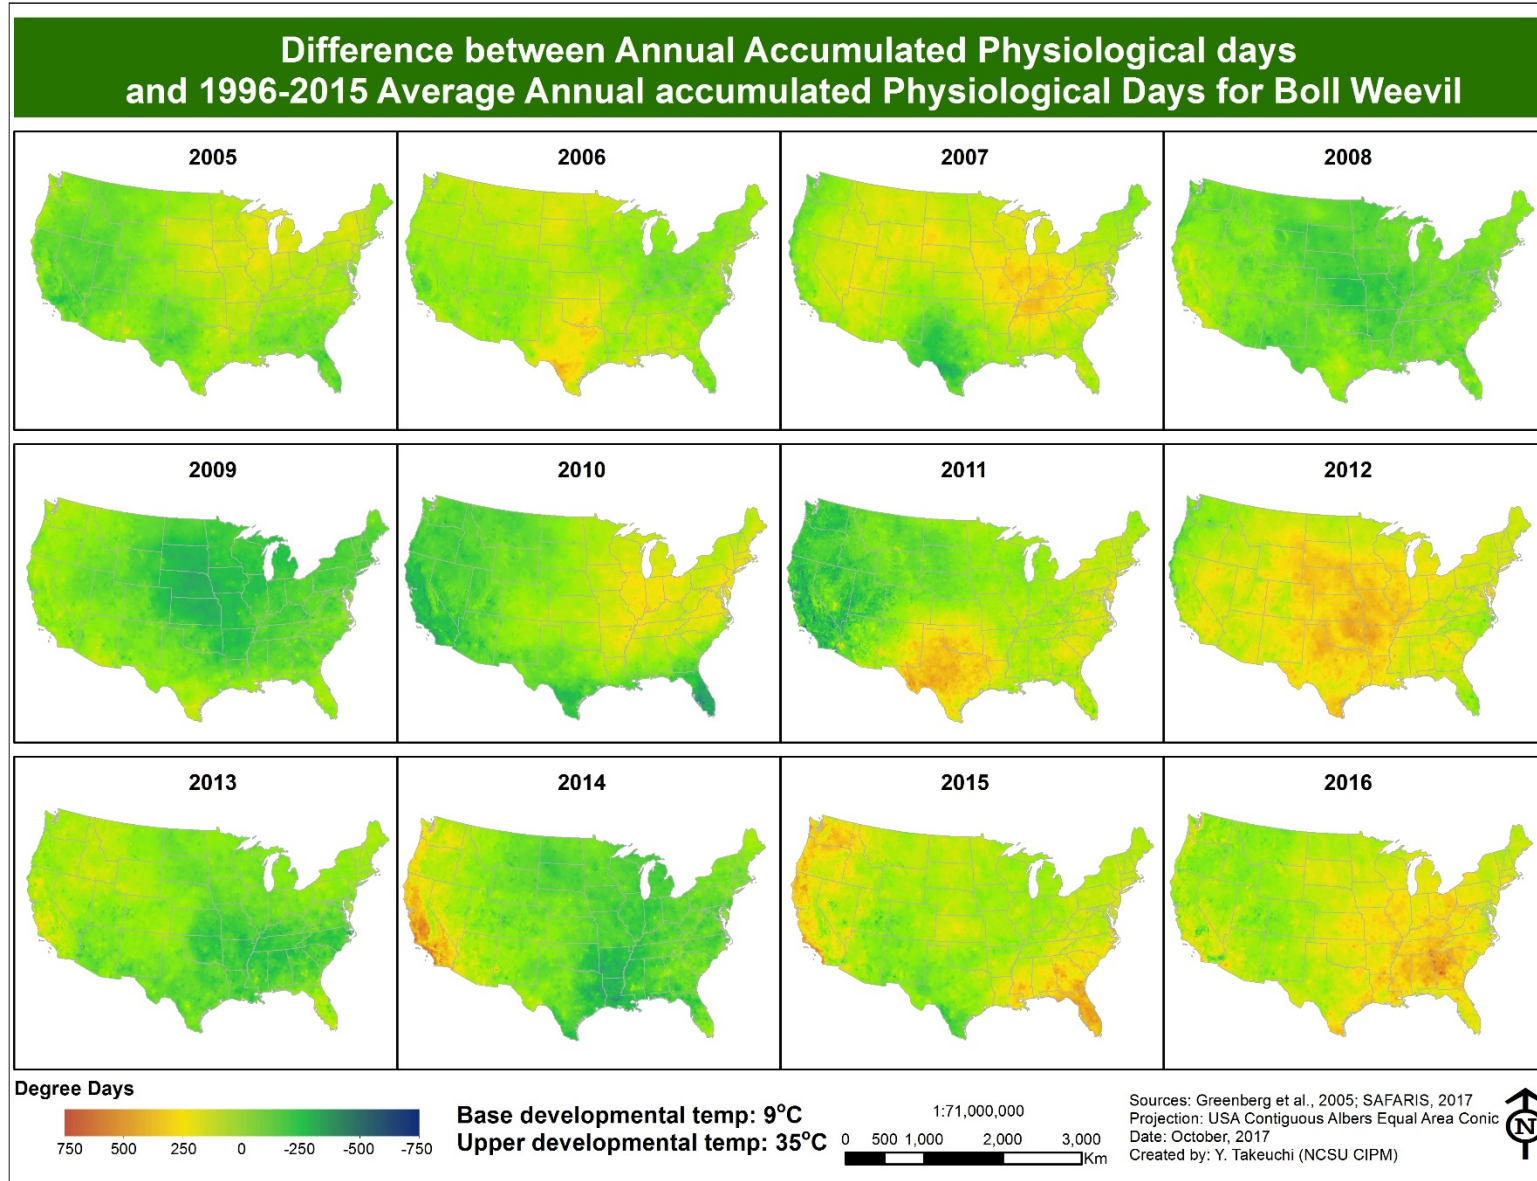 Difference between Annual Accumulated Physiological days
and 1996-2015 Average Annual accumulated Physiological Days for Boll Weevil
2005
2006
2007
2008
2009
2010
2011
2012
2013
2014
2015
2016
Degree Days
750 500 250 0 -250 -500 -750
Base developmental temp: 9°C
Upper developmental temp: 35°C
1:71,000,000
0 500 1,000 2,000 3,000
Km
Sources: Greenberg et al., 2005; SAFARIS, 2017
Projection: USA Contiguous Albers Equal Area Conic
Date: October, 2017
Created by: Y. Takeuchi (NCSU CIPM)
N